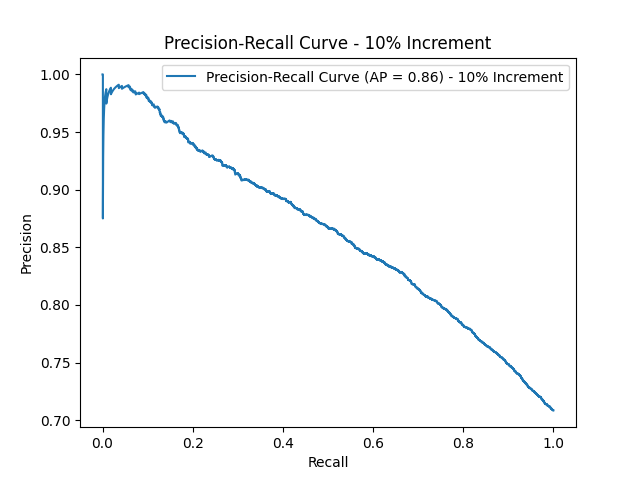 Precision-Recall Curve - 10% Increment
Precision-Recall Curve (AP = 0.86) - 10% Increment
1.00
0.95
0.90
0.85
0.80
0.75
0.70
Precision
0.0 0.2 0.4 0.6 0.8 1.0
Recall